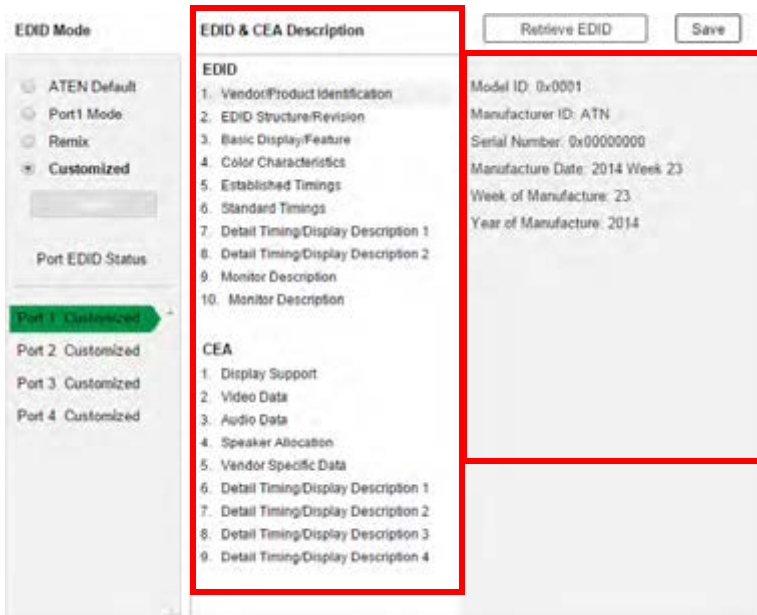 EDID Mode
ATEN Default
Port1 Mode
Remix
Customized
Port EDID Status
Port 1 Customized
Port 2 Customized
Port 3 Customized
Port 4 Customized
EDID & CEA Description
EDID
1. Vendor/Product Identification
2. EDID Structure/Revision
3. Basic Display/Feature
4. Color Characteristics
5. Established Timings
6. Standard Timings
7. Detail Timing/Display Description 1
8. Detail Timing/Display Description 2
9. Monitor Description
10. Monitor Description
CEA
1. Display Support
2. Video Data
3. Audio Data
4. Speaker Allocation
5. Vendor Specific Data
6. Detail Timing/Display Description 1
7. Detail Timing/Display Description 2
8. Detail Timing/Display Description 3
9. Detail Timing/Display Description 4
Retrieve EDID
Save
Model ID: 0x0001
Manufacturer ID: ATN
Serial Number: 0x00000000
Manufacture Date: 2014 Week 23
Week of Manufacture: 23
Year of Manufacture: 2014